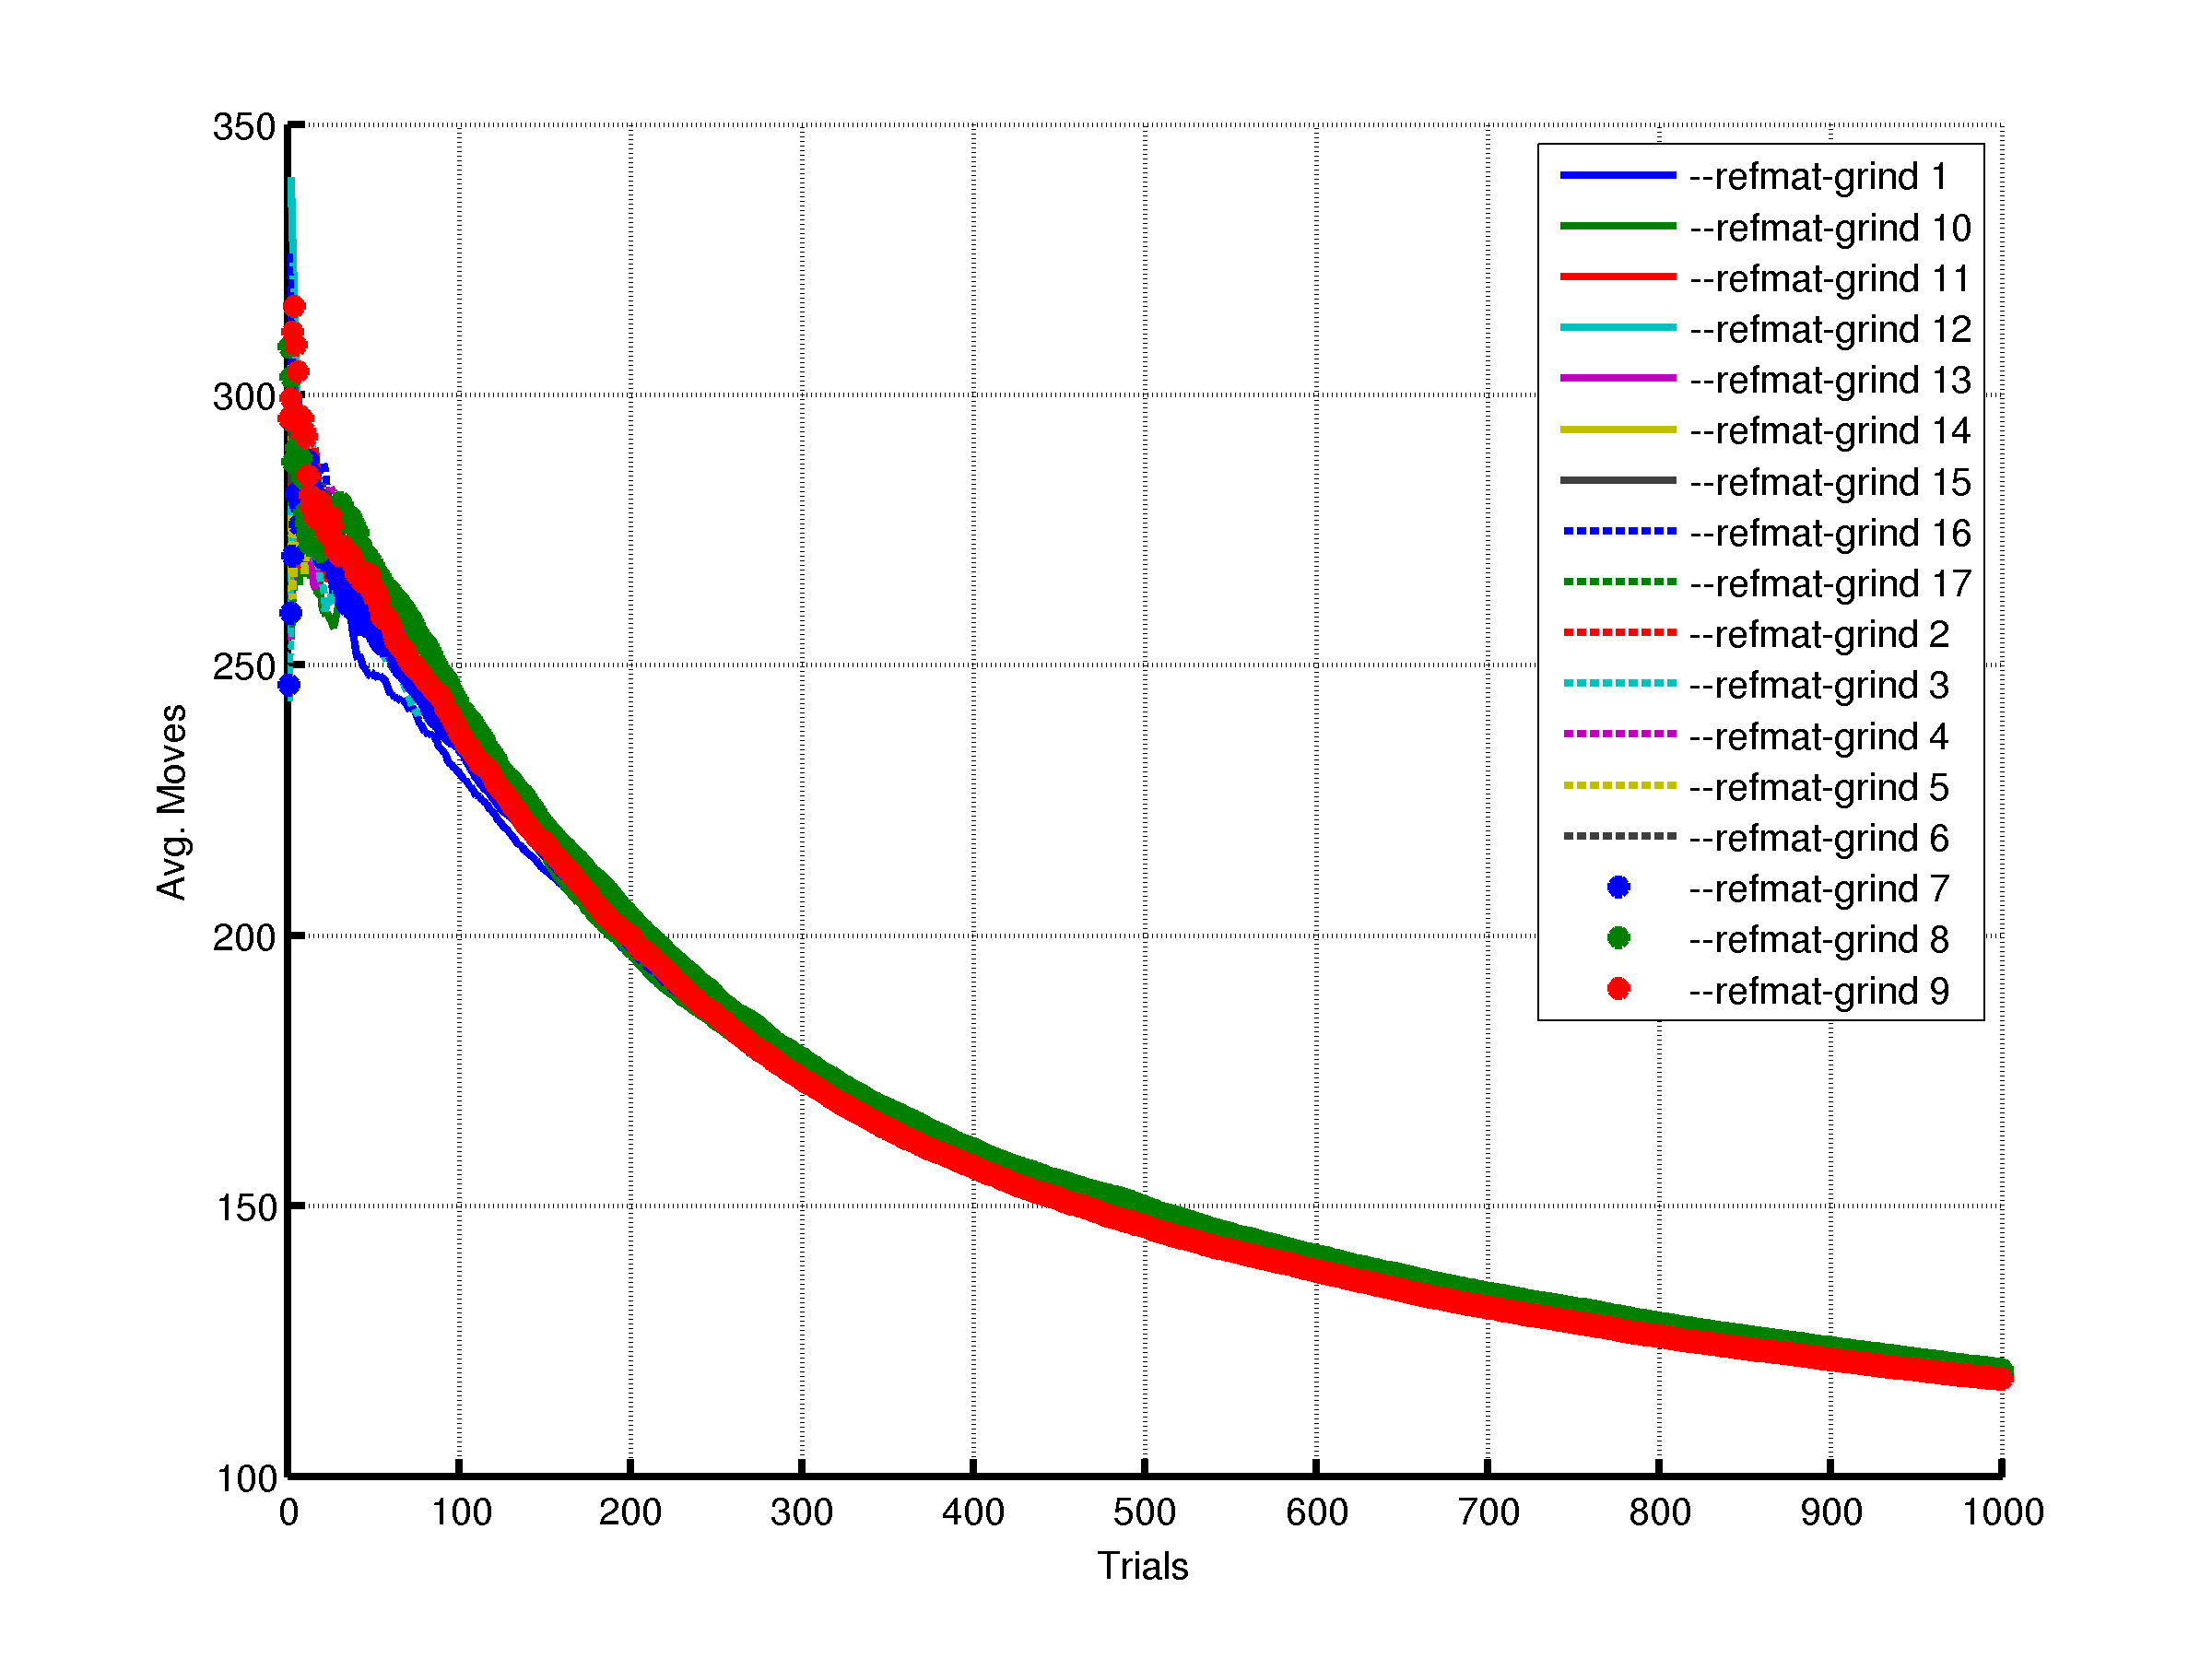 350
300
250
200
150
100
Avg. Moves
0 100 200 300 400 500 600 700 800 900 1000
Trials
--refmat-grind 1
--refmat-grind 10
--refmat-grind 11
--refmat-grind 12
--refmat-grind 13
--refmat-grind 14
--refmat-grind 15
--refmat-grind 16
--refmat-grind 17
--refmat-grind 2
--refmat-grind 3
--refmat-grind 4
--refmat-grind 5
--refmat-grind 6
--refmat-grind 7
--refmat-grind 8
--refmat-grind 9